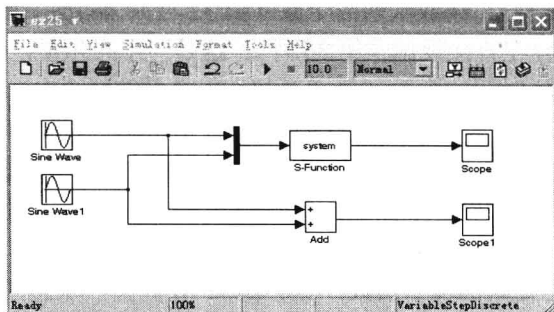 ex25
File Edit View Simulation Format Tools Help
10.0 Normal
Sine Wave
system
S-Function
Scope
Sine Wave1
+
+
Add
Scope1
Ready 100% VariableStepDiscrete